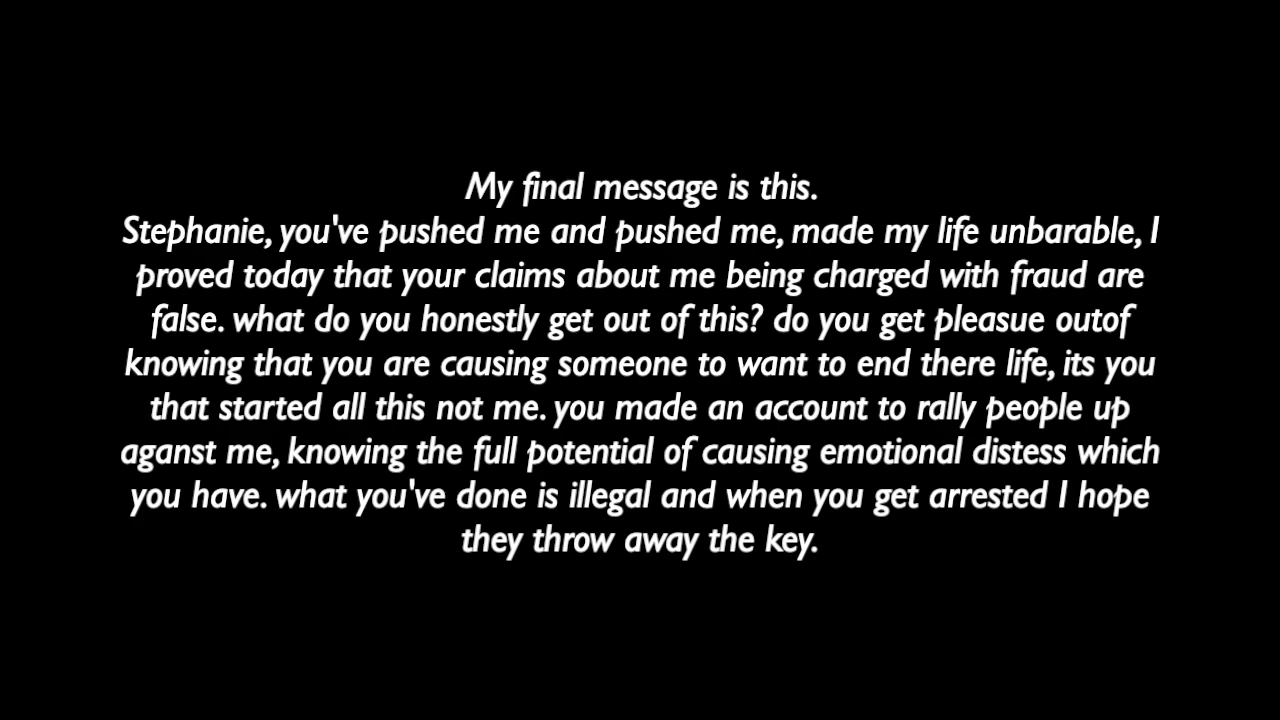 My final message is this.
Stephanie, you've pushed me and pushed me, made my life unbarable, I
proved today that your claims about me being charged with fraud are
false. what do you honestly get out of this? do you get pleasue outof
knowing that you are causing someone to want to end there life, its you
that started all this not me. you made an account to rally people up
aganst me, knowing the full potential of causing emotional distess which
you have. what you've done is illegal and when you get arrested I hope
they throw away the key.